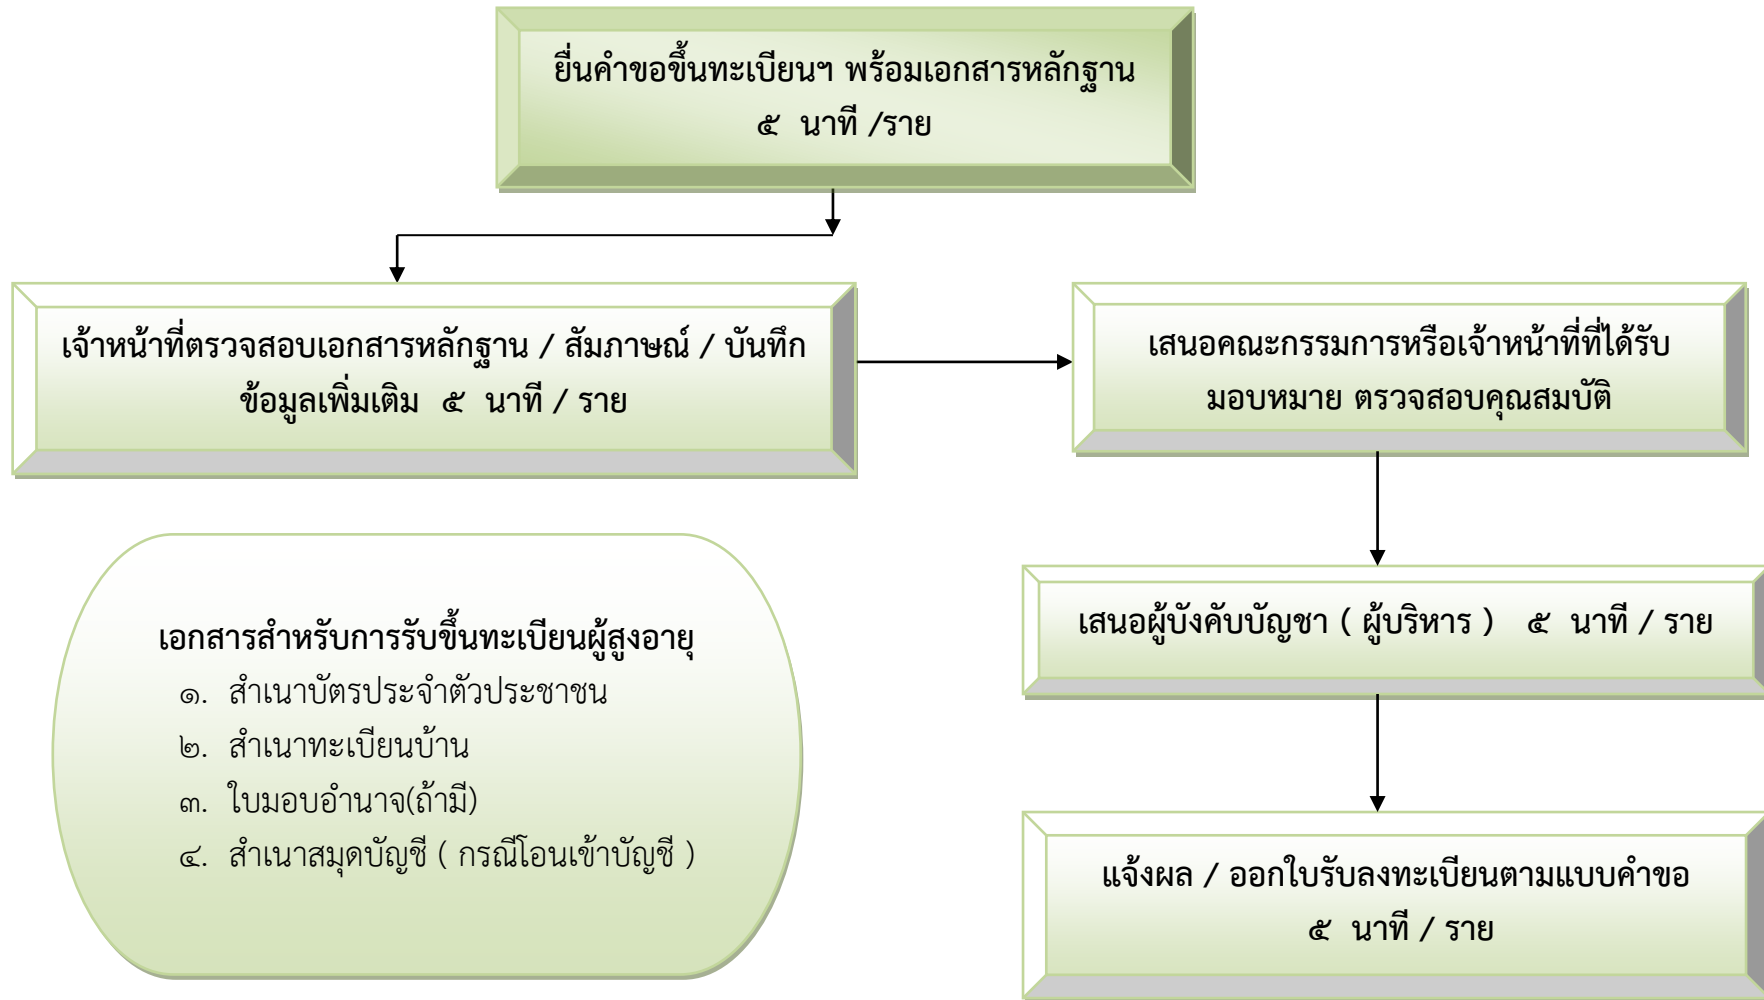 ยื่นคำขอขึ้นทะเบียนฯ พร้อมเอกสารหลักฐาน
๕ นาที /ราย
เจ้าหน้าที่ตรวจสอบเอกสารหลักฐาน / สัมภาษณ์ / บันทึก
ข้อมูลเพิ่มเติม ๕ นาที / ราย
เสนอคณะกรรมการหรือเจ้าหน้าที่ที่ได้รับ
มอบหมาย ตรวจสอบคุณสมบัติ
เสนอผู้บังคับบัญชา ( ผู้บริหาร ) ๕ นาที / ราย
แจ้งผล / ออกใบรับลงทะเบียนตามแบบคำขอ
๕ นาที / ราย
เอกสารสำหรับการรับขึ้นทะเบียนผู้สูงอายุ
๑. สำเนาบัตรประจำตัวประชาชน
๒. สำเนาทะเบียนบ้าน
๓. ใบมอบอำนาจ(ถ้ามี)
๔. สำเนาสมุดบัญชี ( กรณีโอนเข้าบัญชี )